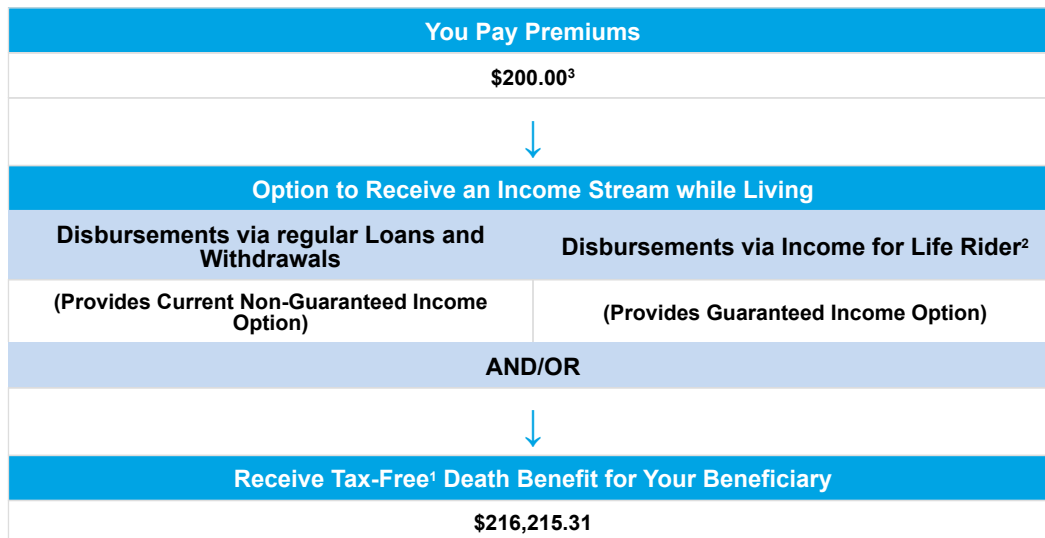 You Pay Premiums
$200.00³
↓
Option to Receive an Income Stream while Living
Disbursements via regular Loans and
Withdrawals
Disbursements via Income for Life Rider²
(Provides Current Non-Guaranteed Income
Option)
(Provides Guaranteed Income Option)
AND/OR
↓
Receive Tax-Free¹ Death Benefit for Your Beneficiary
$216,215.31